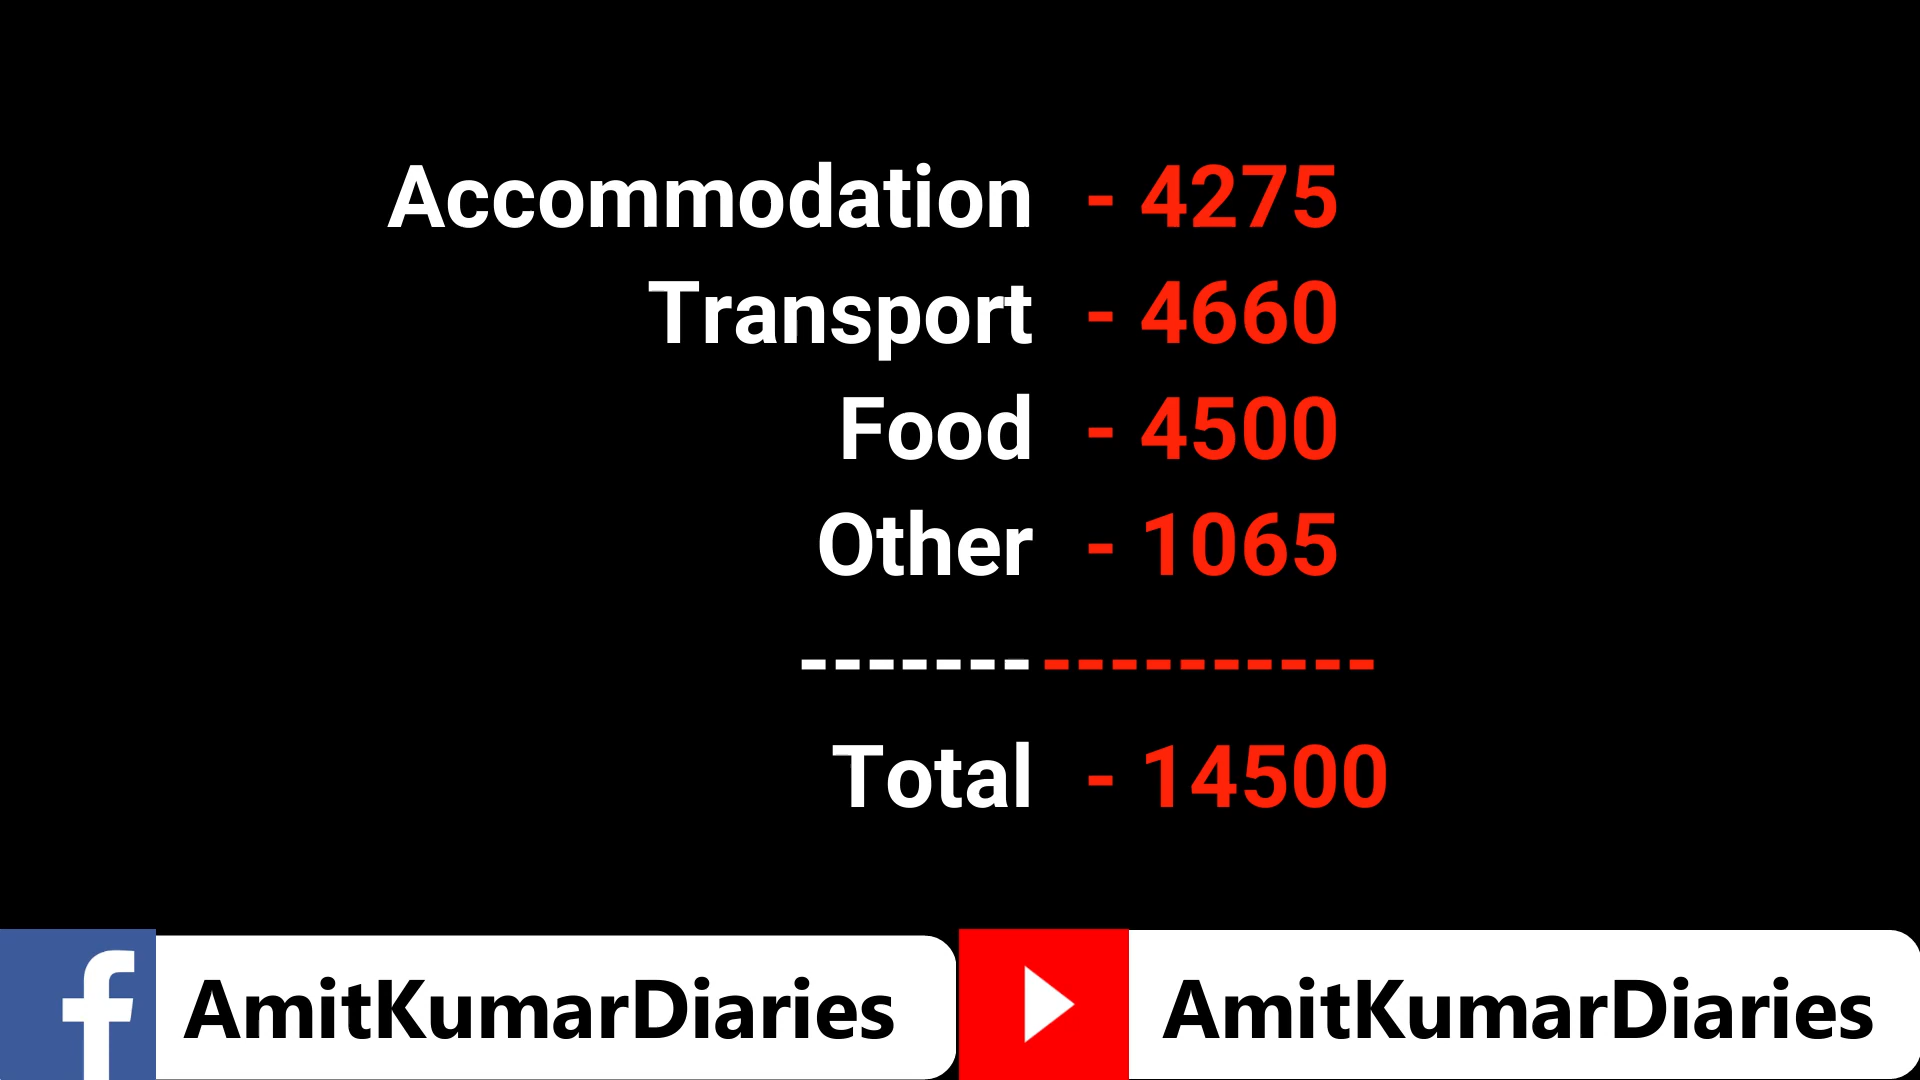 Accommodation - 4275
Transport - 4660
Food - 4500
Other - 1065
-----------------
Total - 14500
f AmitKumarDiaries AmitKumarDiaries